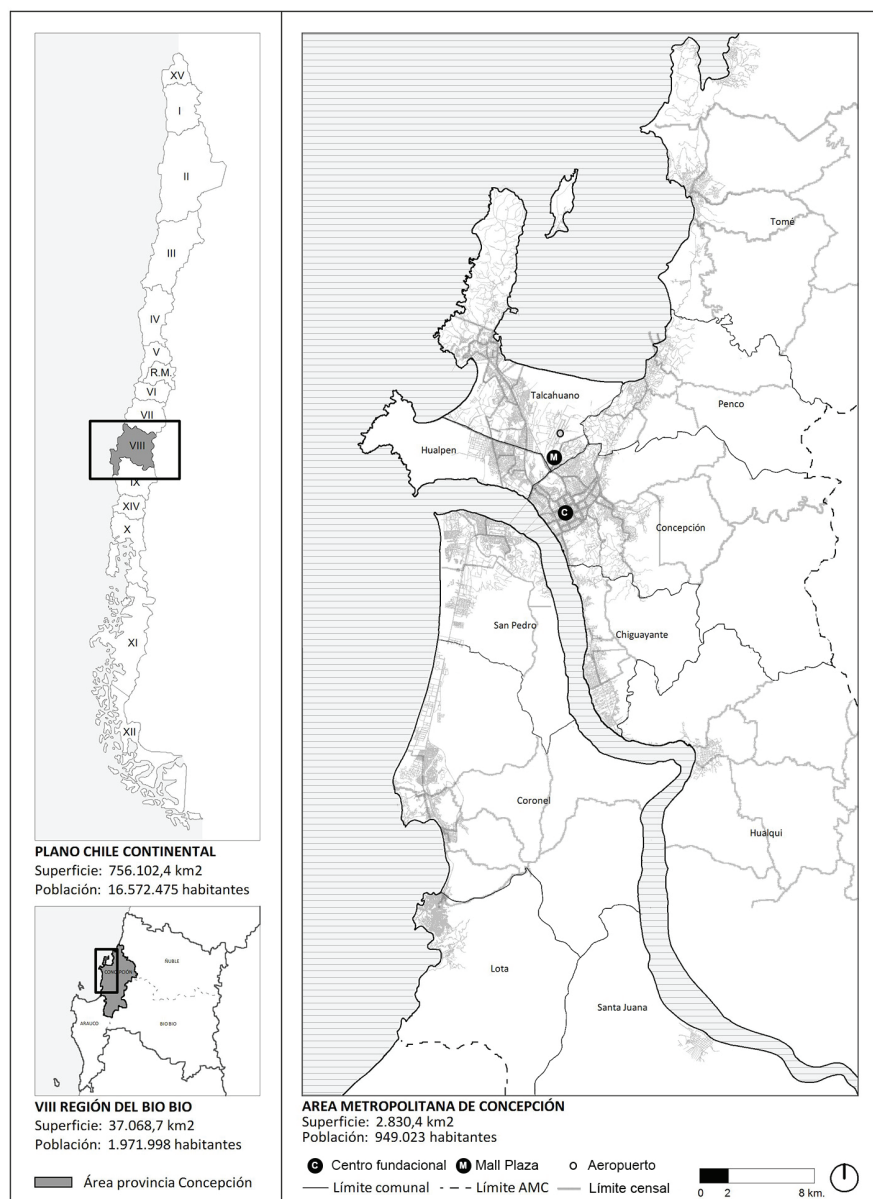 XV
I
II
III
IV
V
R.M.
VI
VII
VIII
IX
XIV
X
XI
XII
PLANO CHILE CONTINENTAL
Superficie: 756.102,4 km2
Población: 16.572.475 habitantes
CONCEPCIÓN
ÑUBLE
ARAUCO
BIO BIO
VIII REGIÓN DEL BIO BIO
Superficie: 37.068,7 km2
Población: 1.971.998 habitantes
Área provincia Concepción
Tomé
Talcahuano
Penco
Hualpen
M
C
Concepción
San Pedro
Chiguayante
Coronel
Hualqui
Lota
Santa Juana
AREA METROPOLITANA DE CONCEPCIÓN
Superficie: 2.830,4 km2
Población: 949.023 habitantes
C Centro fundacional M Mall Plaza Aeropuerto
Límite comunal Límite AMC Límite censal
0 2 8 km.